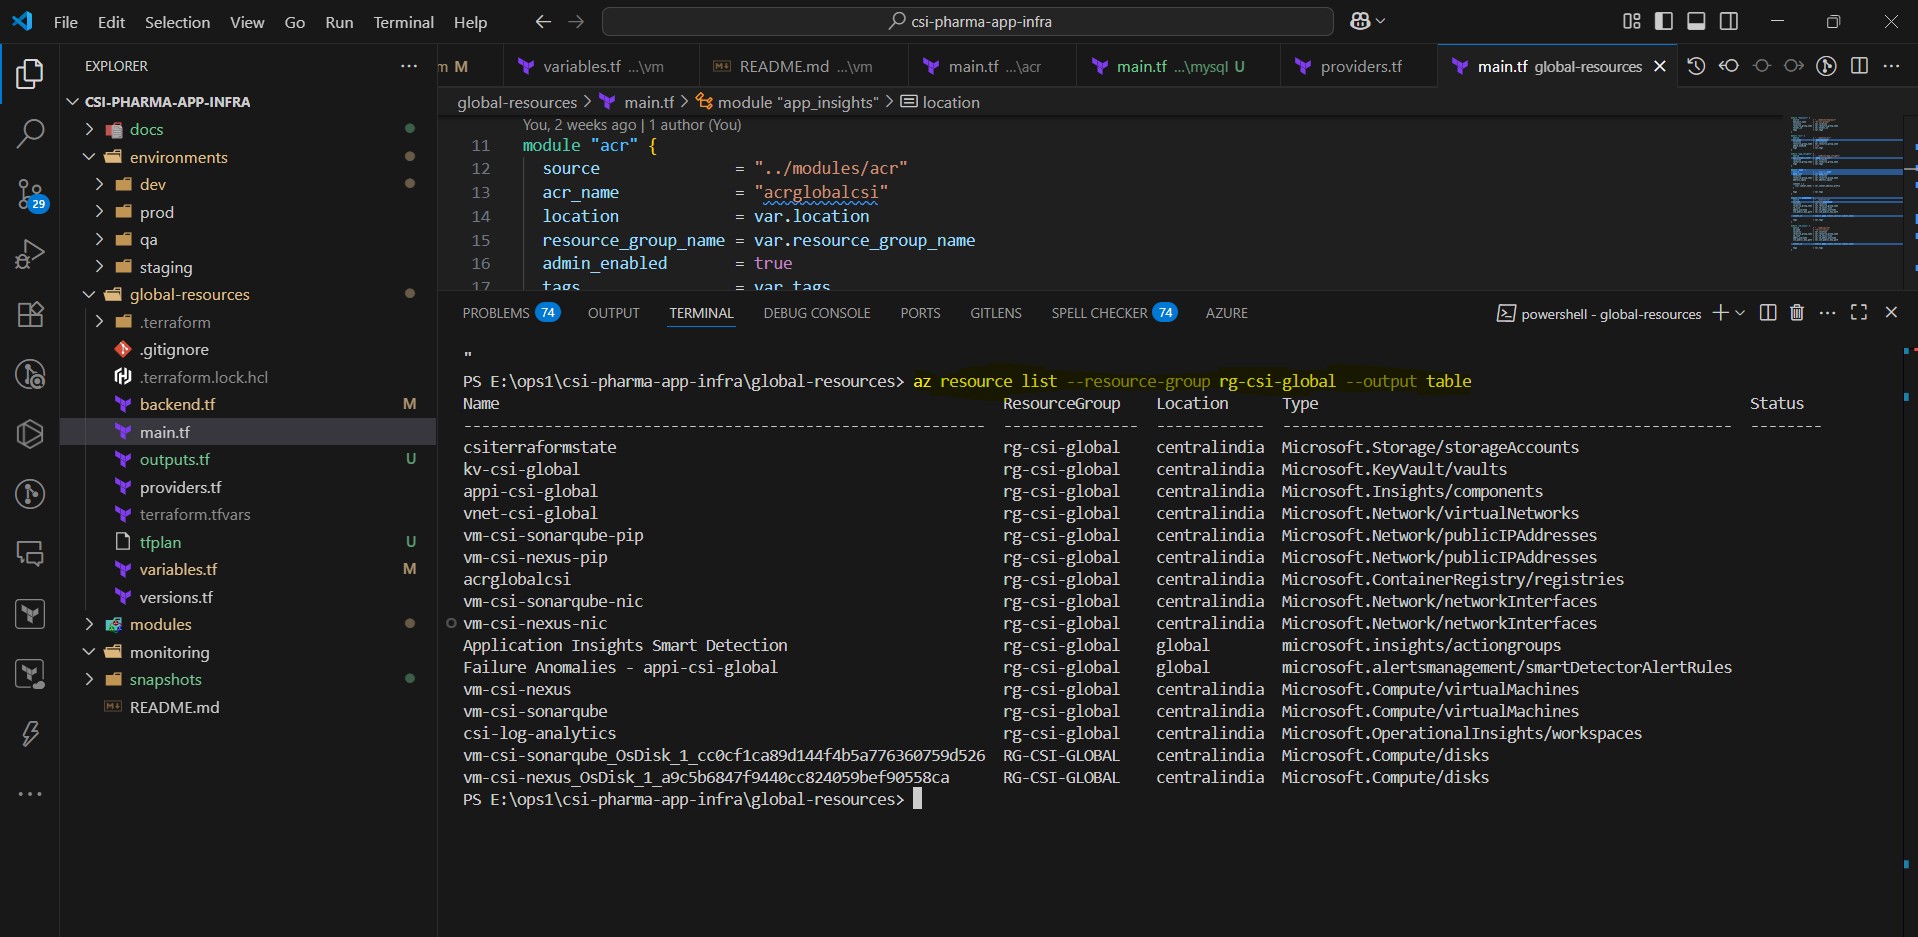 File Edit Selection View Go Run Terminal Help
csi-pharma-app-infra
EXPLORER
CSI-PHARMA-APP-INFRA
docs
environments
dev
prod
qa
staging
global-resources
.terraform
.gitignore
.terraform.lock.hcl
backend.tf M
main.tf
outputs.tf U
providers.tf
terraform.tfvars
tfplan U
variables.tf M
versions.tf
modules
monitoring
snapshots
README.md
29
m M variables.tf ...\vm README.md ...\vm main.tf ...\acr main.tf ...\mysql U providers.tf main.tf global-resources
global-resources > main.tf > module "app_insights" > location
You, 2 weeks ago | 1 author (You)
11 module "acr" {
12 source = "../modules/acr"
13 acr_name = "acrglobalcsi"
14 location = var.location
15 resource_group_name = var.resource_group_name
16 admin_enabled = true
17 tags = var.tags
PROBLEMS 74 OUTPUT TERMINAL DEBUG CONSOLE PORTS GITLENS SPELL CHECKER 74 AZURE powershell - global-resources
"
PS E:\ops1\csi-pharma-app-infra\global-resources> az resource list --resource-group rg-csi-global --output table
Name ResourceGroup Location Type Status
---------------------------------------------------------- --------------- ------------ -------------------------------------------------- --------
csiterraformstate rg-csi-global centralindia Microsoft.Storage/storageAccounts
kv-csi-global rg-csi-global centralindia Microsoft.KeyVault/vaults
appi-csi-global rg-csi-global centralindia Microsoft.Insights/components
vnet-csi-global rg-csi-global centralindia Microsoft.Network/virtualNetworks
vm-csi-sonarqube-pip rg-csi-global centralindia Microsoft.Network/publicIPAddresses
vm-csi-nexus-pip rg-csi-global centralindia Microsoft.Network/publicIPAddresses
acrglobalcsi rg-csi-global centralindia Microsoft.ContainerRegistry/registries
vm-csi-sonarqube-nic rg-csi-global centralindia Microsoft.Network/networkInterfaces
vm-csi-nexus-nic rg-csi-global centralindia Microsoft.Network/networkInterfaces
Application Insights Smart Detection rg-csi-global global microsoft.insights/actiongroups
Failure Anomalies - appi-csi-global rg-csi-global global microsoft.alertsmanagement/smartDetectorAlertRules
vm-csi-nexus rg-csi-global centralindia Microsoft.Compute/virtualMachines
vm-csi-sonarqube rg-csi-global centralindia Microsoft.Compute/virtualMachines
csi-log-analytics rg-csi-global centralindia Microsoft.OperationalInsights/workspaces
vm-csi-sonarqube_OsDisk_1_cc0cf1ca89d144f4b5a776360759d526 RG-CSI-GLOBAL centralindia Microsoft.Compute/disks
vm-csi-nexus_OsDisk_1_a9c5b6847f9440cc824059bef90558ca RG-CSI-GLOBAL centralindia Microsoft.Compute/disks
PS E:\ops1\csi-pharma-app-infra\global-resources>